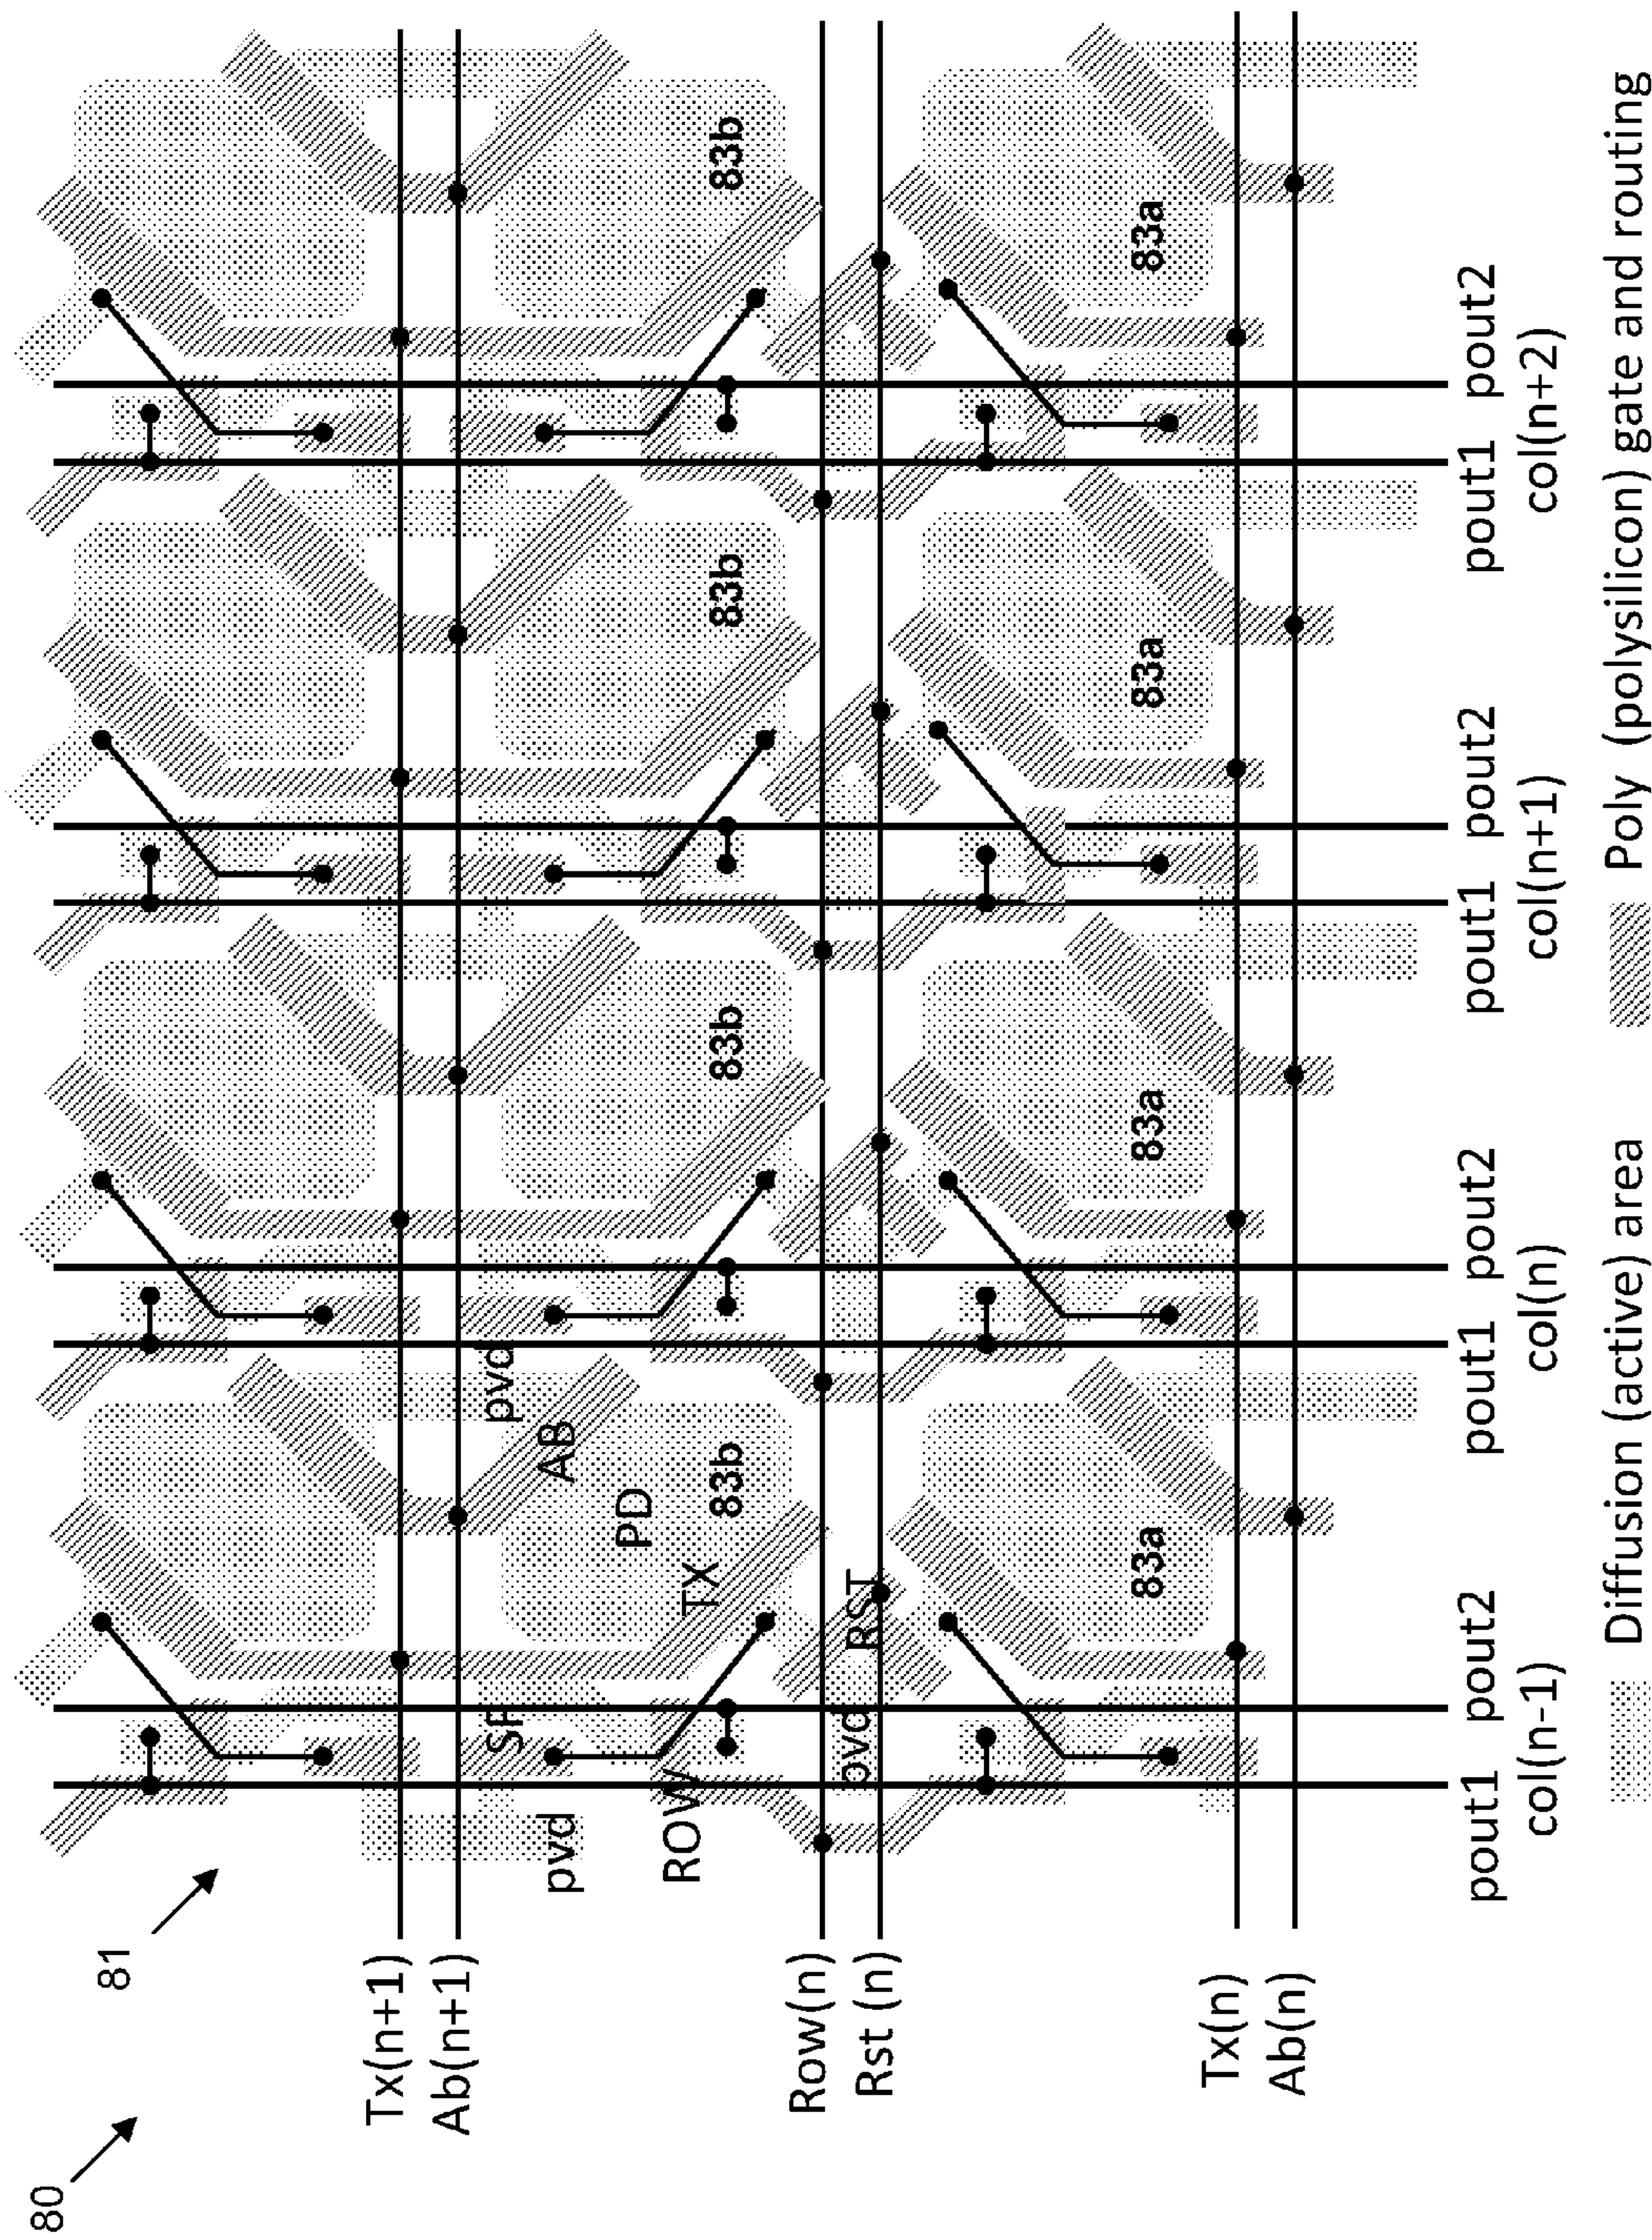 80
81
Tx(n+1)
Ab(n+1)
SF
pvd
pvd
AB
PD
ROW
TX
83b
83b
83b
83b
Row(n)
pvd
RST
Rst (n)
83a
83a
83a
83a
Tx(n)
Ab(n)
pout1 pout2 pout1 pout2 pout1 pout2 pout1 pout2
col(n-1) col(n) col(n+1) col(n+2)
Diffusion (active) area
Poly (polysilicon) gate and routing